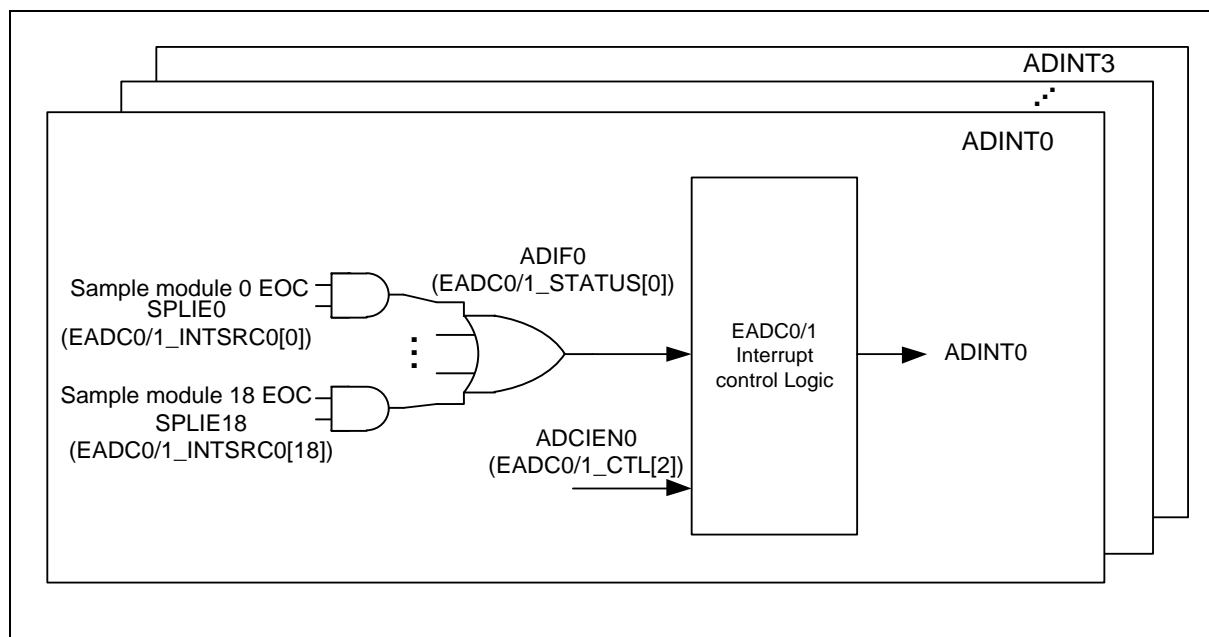 ADINT3
ADINT0
ADIF0
(EADC0/1_STATUS[0])
Sample module 0 EOC
SPLIE0
(EADC0/1_INTSRC0[0])
Sample module 18 EOC
SPLIE18
(EADC0/1_INTSRC0[18])
ADCIEN0
(EADC0/1_CTL[2])
EADC0/1
Interrupt
control Logic
ADINT0